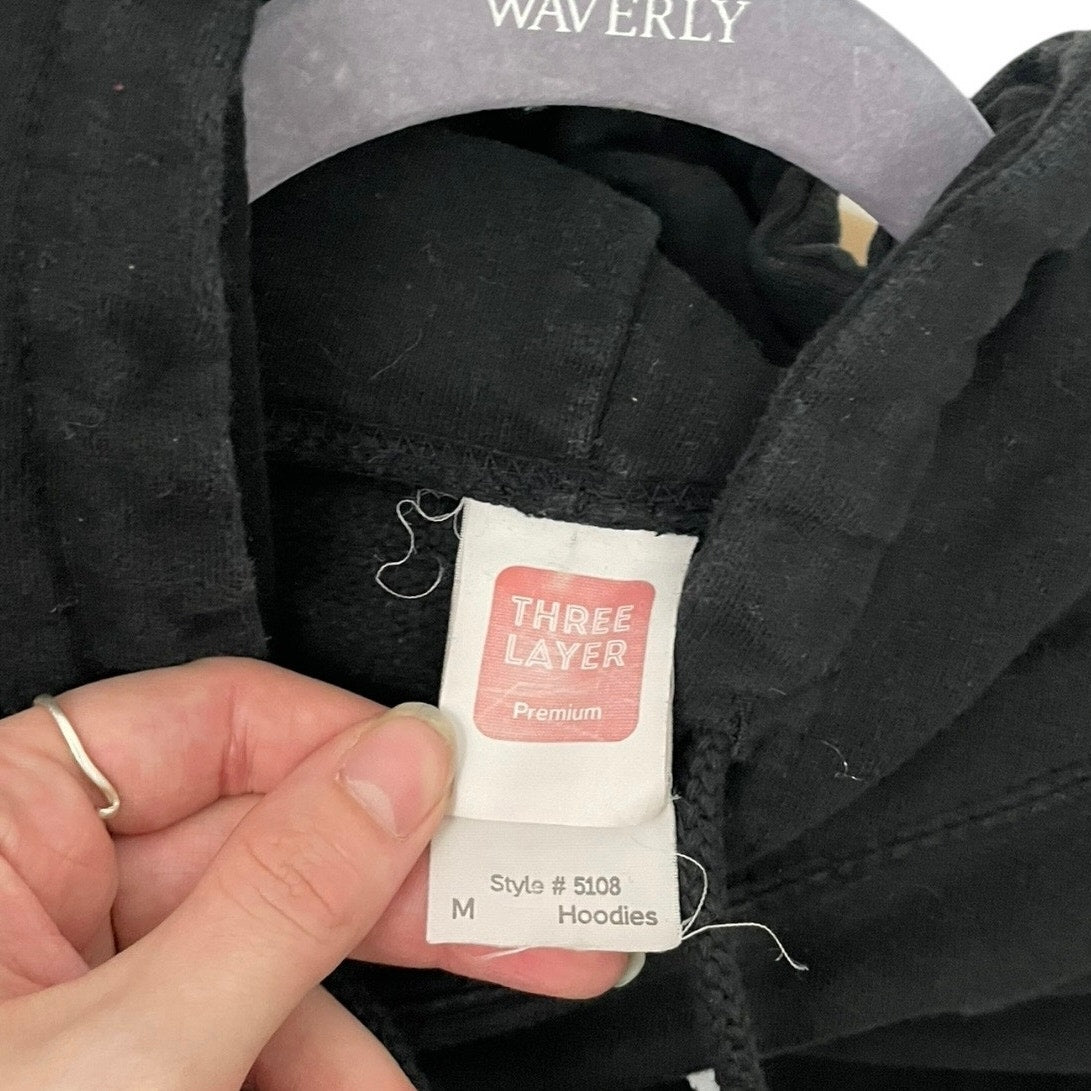 WAVERLY
THREE
LAYER
Premium
Style # 5108
M Hoodies